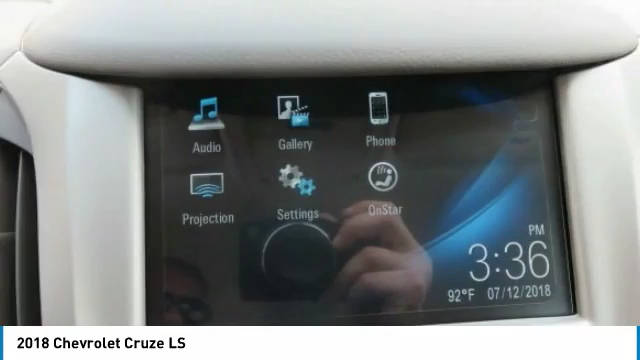 Audio
Gallery
Phone
Projection
Settings
OnStar
PM
3:36
92°F 07/12/2018
2018 Chevrolet Cruze LS